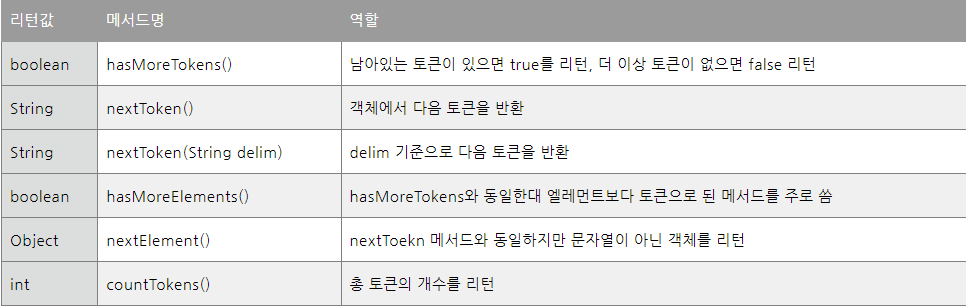 리턴값 메서드명 역할
boolean hasMoreTokens() 남아있는 토큰이 있으면 true를 리턴, 더 이상 토큰이 없으면 false 리턴
String nextToken() 객체에서 다음 토큰을 반환
String nextToken(String delim) delim 기준으로 다음 토큰을 반환
boolean hasMoreElements() hasMoreTokens와 동일한대 엘레먼트보다 토큰으로 된 메서드를 주로 씀
Object nextElement() nextToekn 메서드와 동일하지만 문자열이 아닌 객체를 리턴
int countTokens() 총 토큰의 개수를 리턴